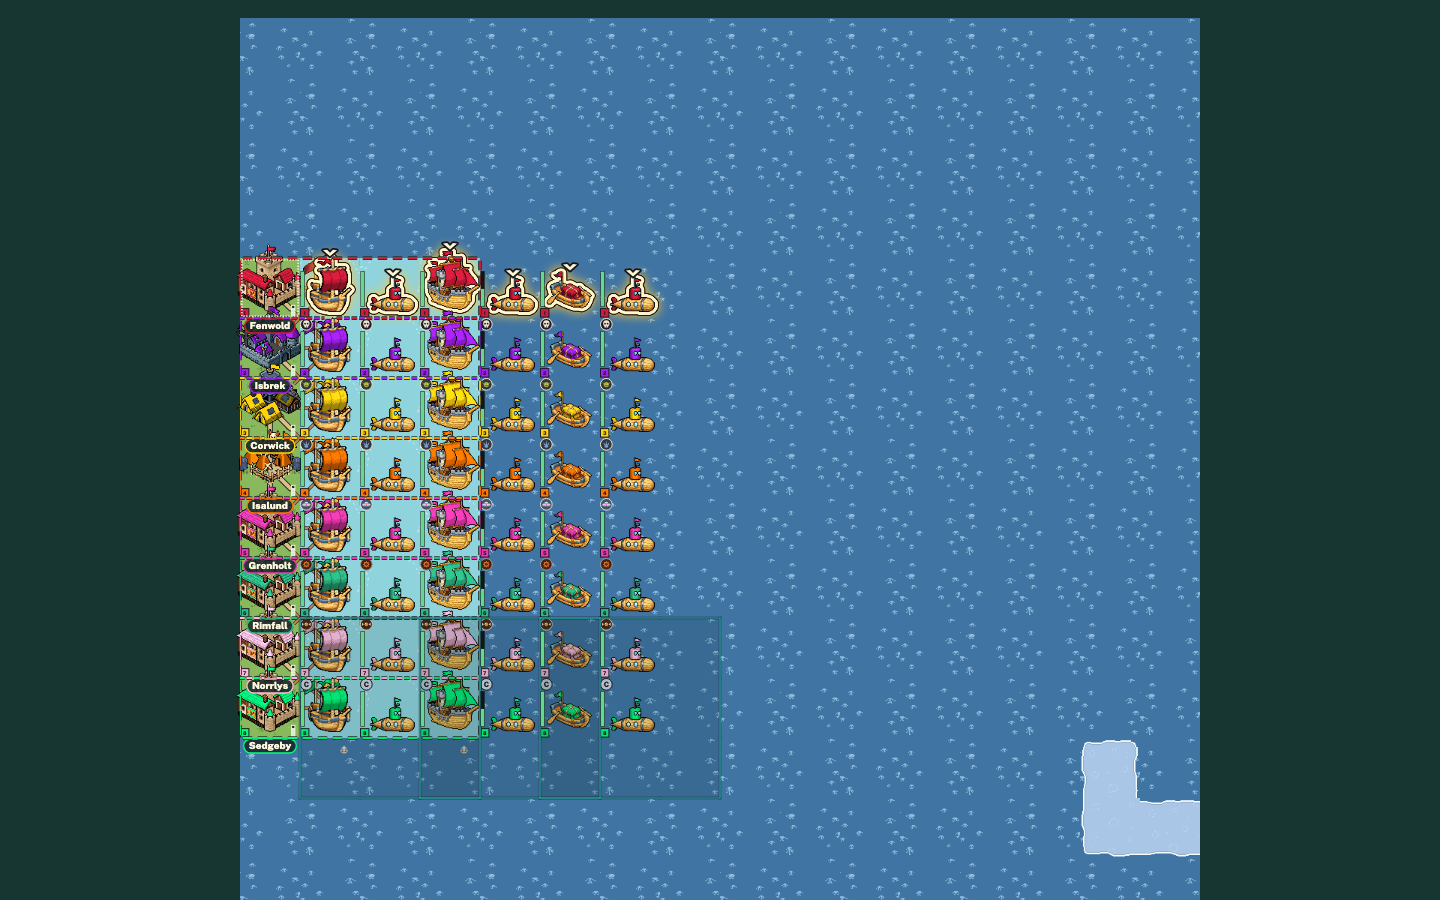 Fenwold
Isbrek
Corwick
Isalund
Grenholt
Rimfall
Norrlys
Sedgeby